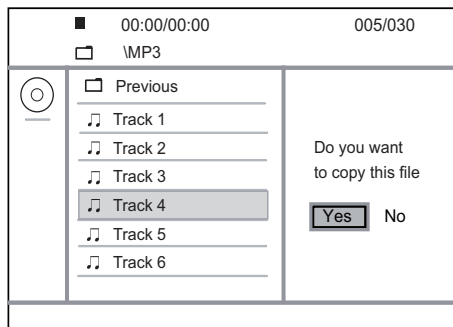 00:00/00:00 005/030
\MP3
Previous
Track 1
Track 2
Track 3
Track 4
Track 5
Track 6
Do you want
to copy this file
Yes No